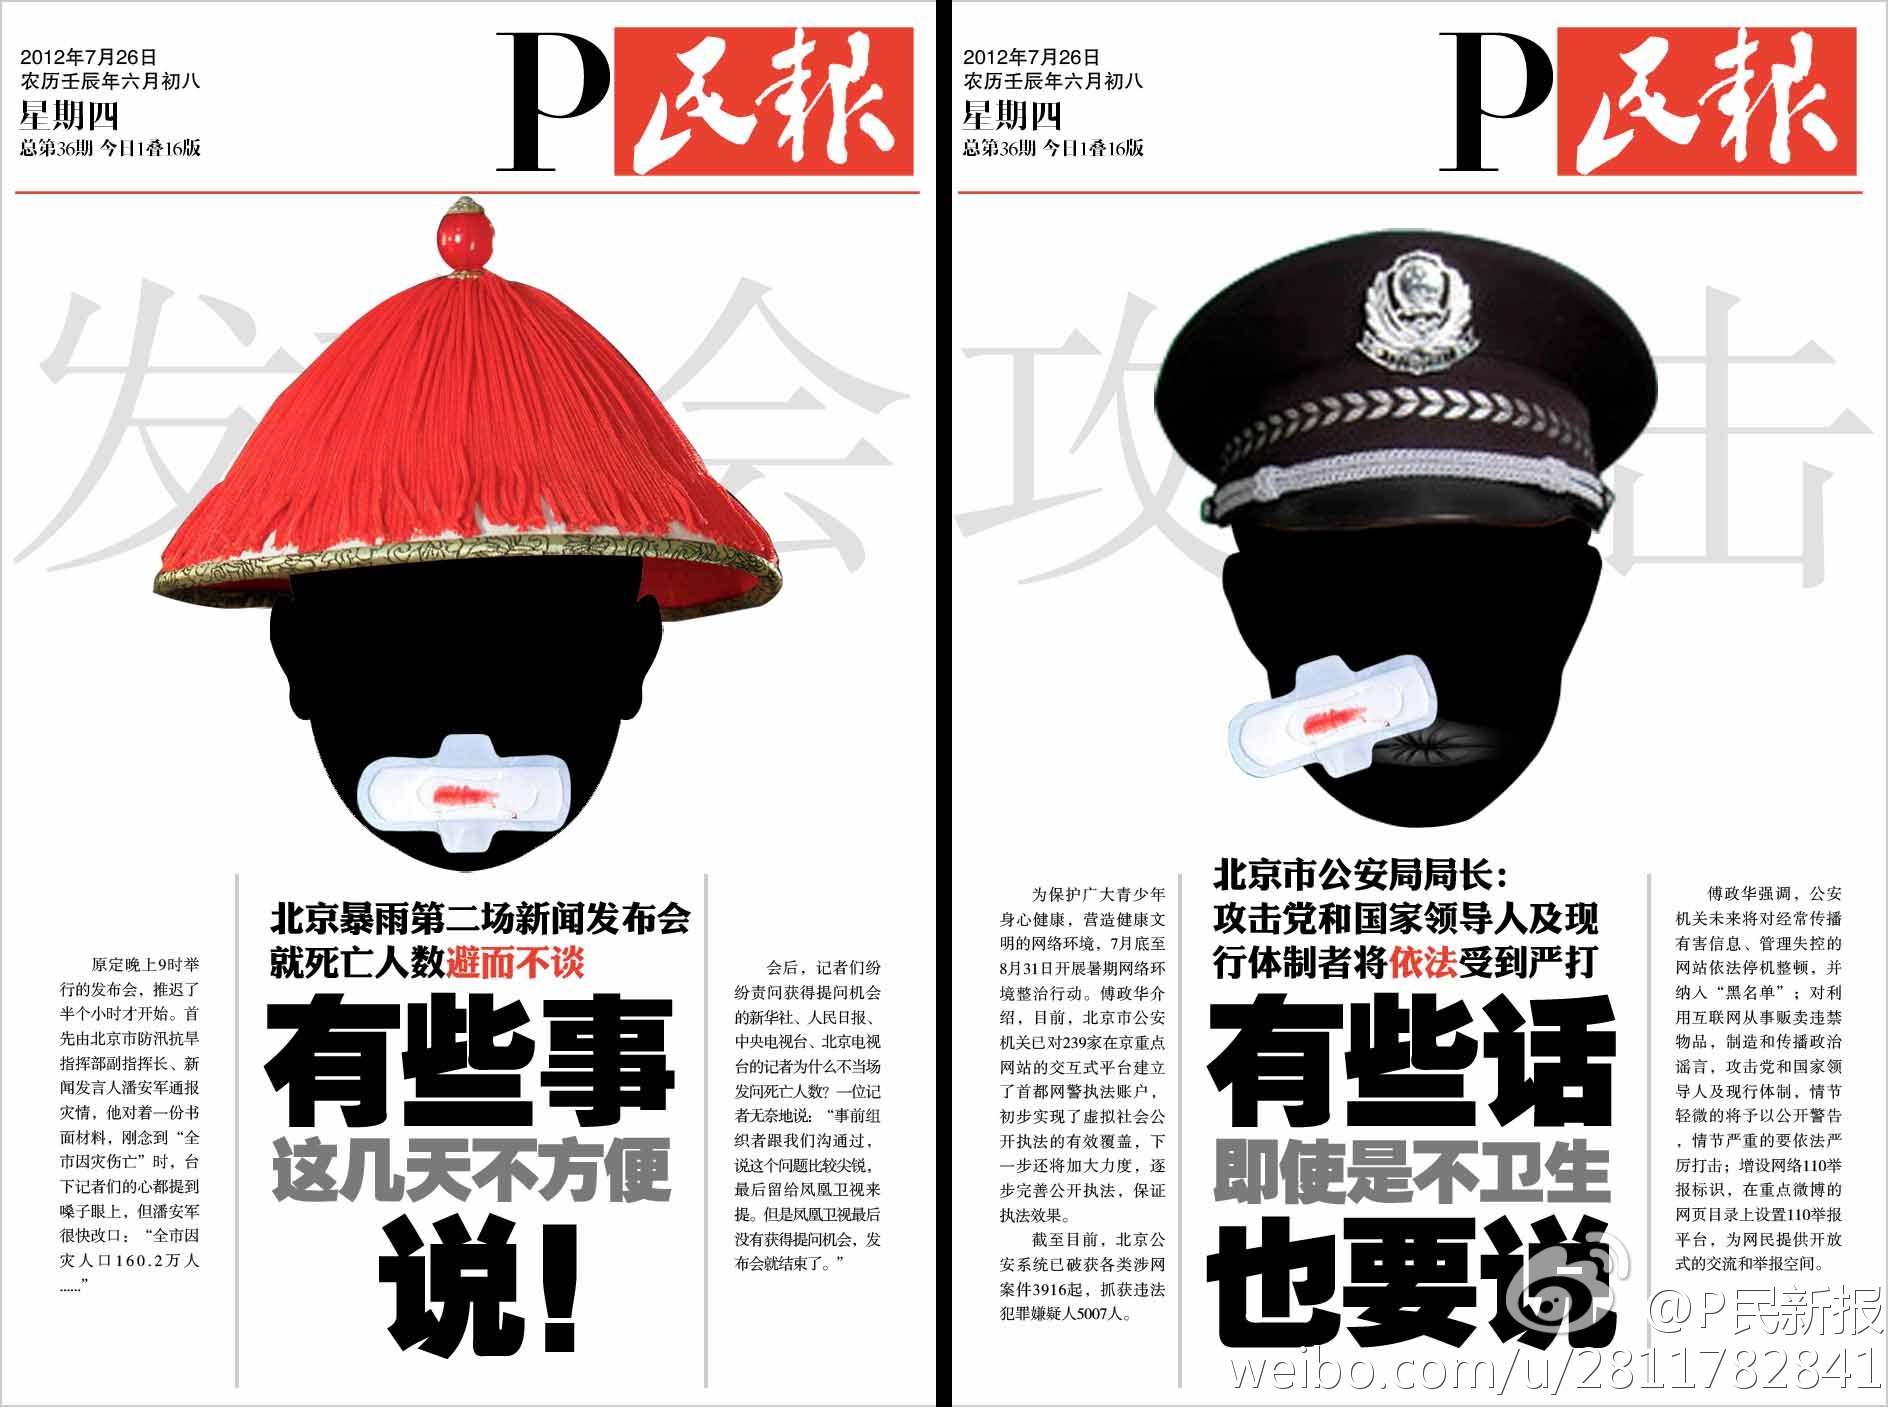 2012年7月26日
农历壬辰年六月初八
星期四
总第36期 今日1叠16版
P民報
发 会
北京暴雨第二场新闻发布会
就死亡人数避而不谈
有些事
这几天不方便
说!
原定晚上9时举
行的发布会，推迟了
半个小时才开始。首
先由北京市防汛抗旱
指挥部副指挥长、新
闻发言人潘安军通报
灾情，他对着一份书
面材料，刚念到“全
市因灾伤亡”时，台
下记者们的心都提到
嗓子眼上，但潘安军
很快改口：“全市因
灾人口160.2万人
……”
会后，记者们纷
纷责问获得提问机会
的新华社、人民日报、
中央电视台、北京电视
台的记者为什么不当场
发问死亡人数？一位记
者无奈地说：“事前组
织者跟我们沟通过，
说这个问题比较尖锐，
最后留给凤凰卫视来
提。但是凤凰卫视最后
没有获得提问机会，发
布会就结束了。”
2012年7月26日
农历壬辰年六月初八
星期四
总第36期 今日1叠16版
P民報
攻 击
北京市公安局局长：
攻击党和国家领导人及现
行体制者将依法受到严打
有些话
即使是不卫生
也要说
为保护广大青少年
身心健康，营造健康文
明的网络环境，7月底至
8月31日开展暑期网络环
境整治行动。傅政华介
绍，目前，北京市公安
机关已对239家在京重点
网站的交互式平台建立
了首都网警执法账户，
初步实现了虚拟社会公
开执法的有效覆盖，下
一步还将加大力度，逐
步完善公开执法，保证
执法效果。
截至目前，北京公
安系统已破获各类涉网
案件3916起，抓获违法
犯罪嫌疑人5007人。
傅政华强调，公安
机关未来将对经常传播
有害信息、管理失控的
网站依法停机整顿，并
纳入“黑名单”；对利
用互联网从事贩卖违禁
物品，制造和传播政治
谣言，攻击党和国家领
导人及现行体制，情节
轻微的将予以公开警告
，情节严重的要依法严
厉打击；增设网络110举
报标识，在重点微博的
网页目录上设置110举报
平台，为网民提供开放
式的交流和举报空间。
@P民新报
weibo.com/u/2811782841